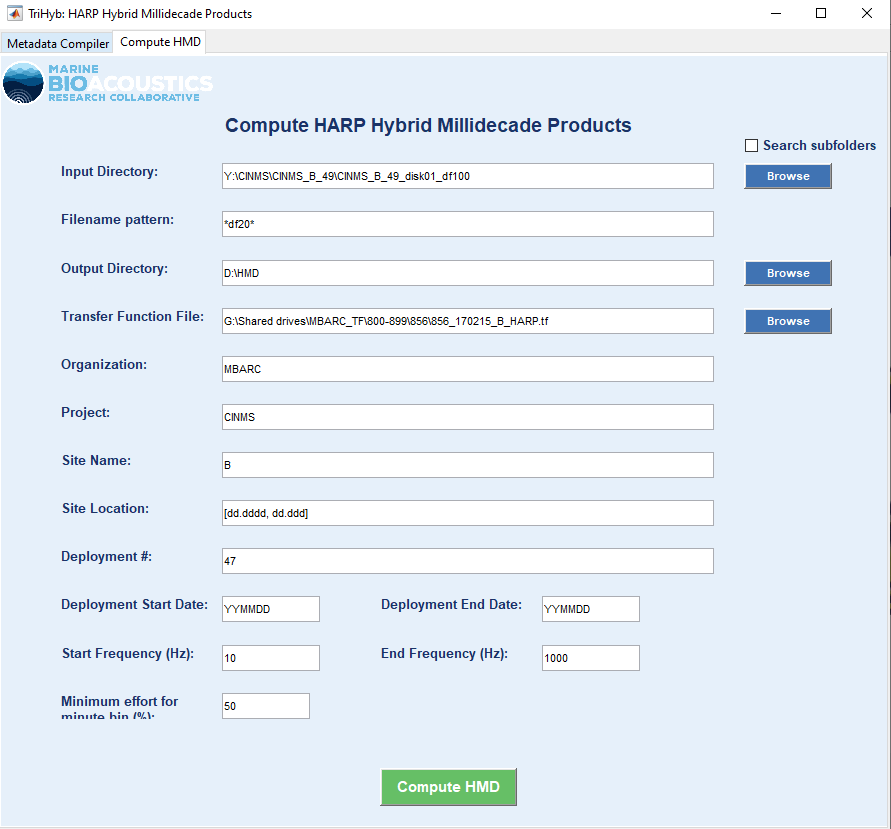 TriHyb: HARP Hybrid Millidecade Products
Metadata Compiler Compute HMD
MARINE
BIOACOUSTICS
RESEARCH COLLABORATIVE
Compute HARP Hybrid Millidecade Products
Search subfolders
Input Directory: Y:\CINMS\CINMS_B_49\CINMS_B_49_disk01_df100 Browse
Filename pattern: *df20*
Output Directory: D:\HMD Browse
Transfer Function File: G:\Shared drives\MBARC_TF\800-899\856\856_170215_B_HARP.tf Browse
Organization: MBARC
Project: CINMS
Site Name: B
Site Location: [dd.dddd, dd.ddd]
Deployment #: 47
Deployment Start Date: YYMMDD Deployment End Date: YYMMDD
Start Frequency (Hz): 10 End Frequency (Hz): 1000
Minimum effort for 50
minute bin (%):
Compute HMD